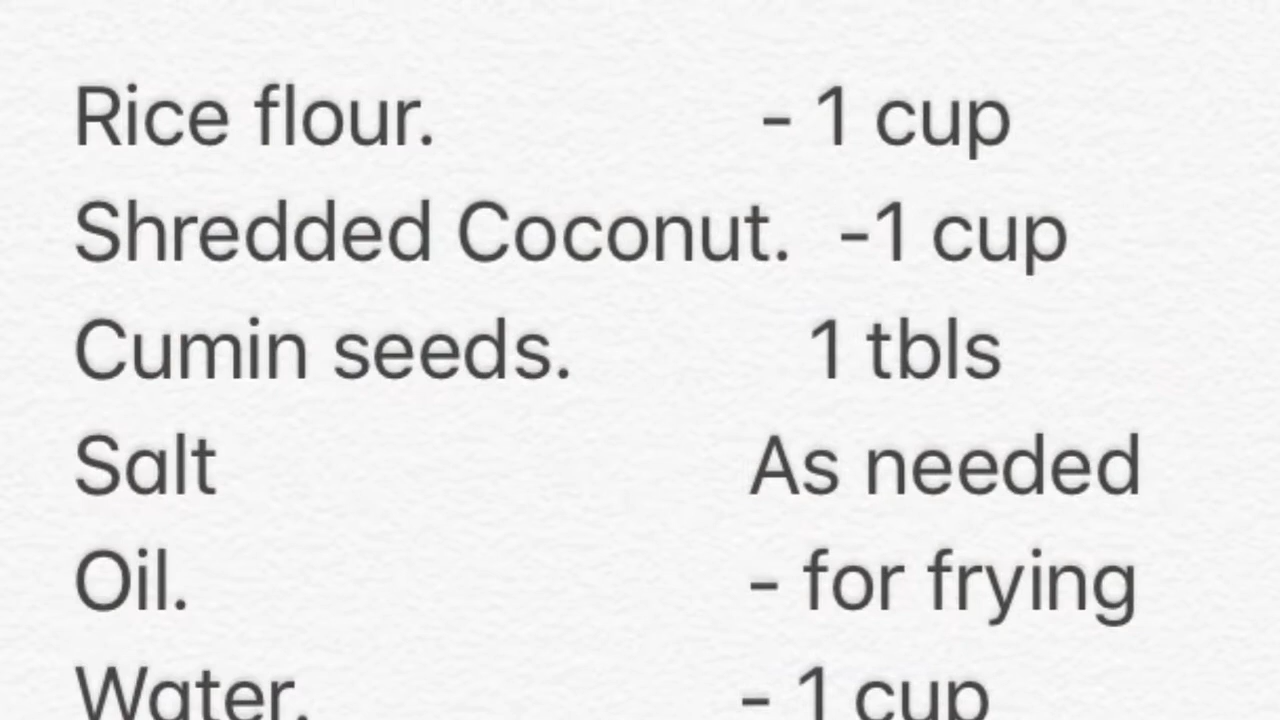 Rice flour. - 1 cup
Shredded Coconut. -1 cup
Cumin seeds. 1 tbls
Salt As needed
Oil. - for frying
Water. - 1 cup